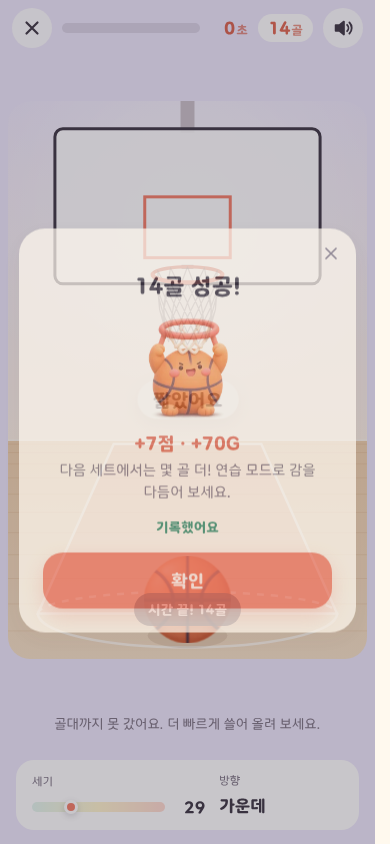 0초
14골
14골 성공!
짧았어요
+7점 · +70G
다음 세트에서는 몇 골 더! 연습 모드로 감을
다듬어 보세요.
기록했어요
확인
시간 끝! 14골
골대까지 못 갔어요. 더 빠르게 쓸어 올려 보세요.
세기
29
방향
가운데